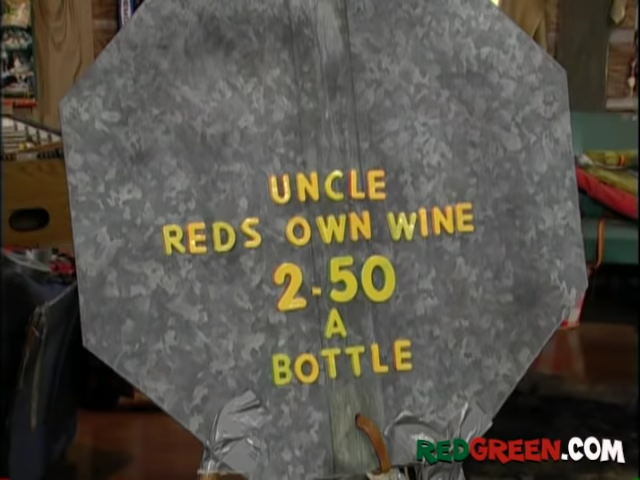 UNCLE
REDS OWN WINE
2-50
A
BOTTLE
REDGREEN.COM